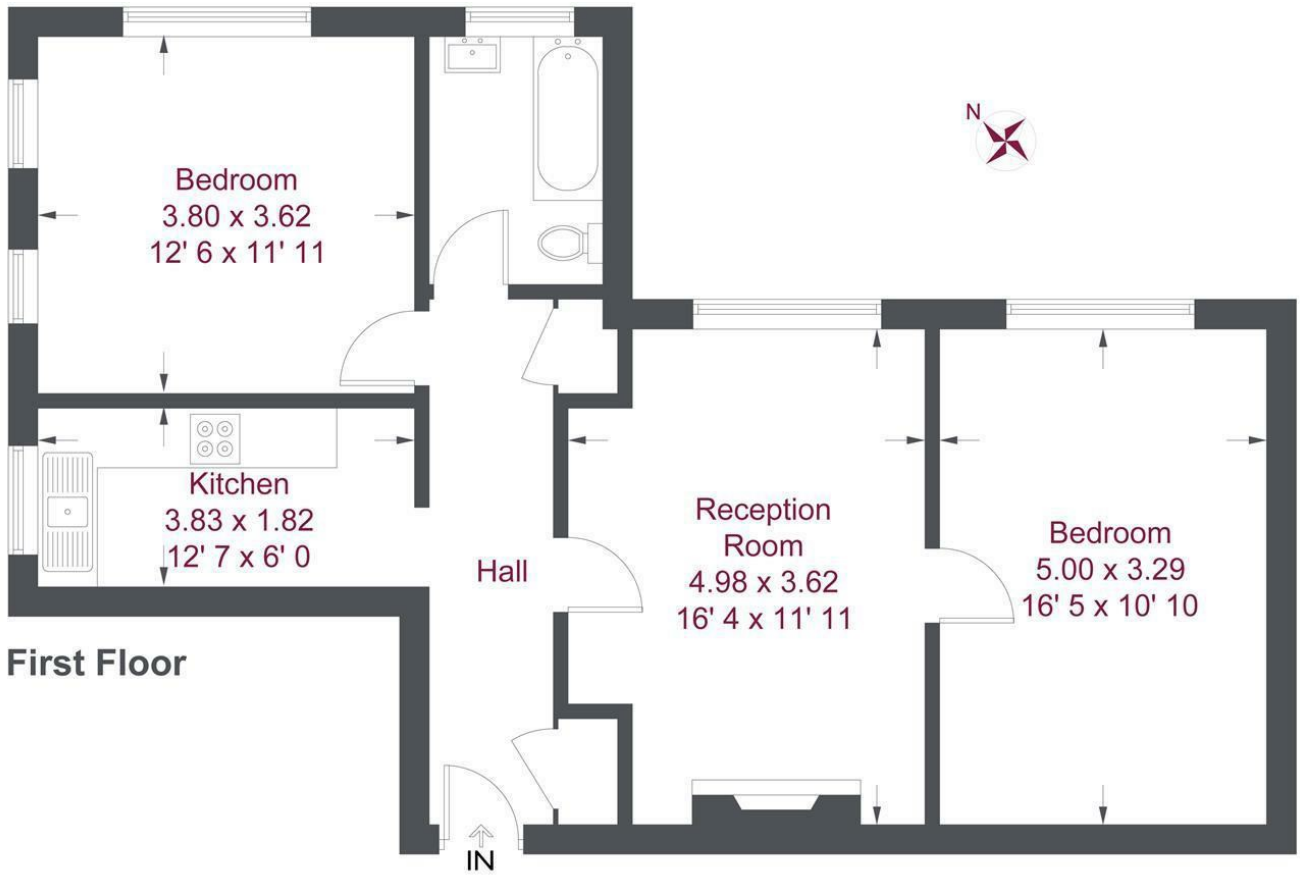 N
Bedroom
3.80 x 3.62
12' 6 x 11' 11
Kitchen
3.83 x 1.82
12' 7 x 6' 0
Hall
Reception
Room
4.98 x 3.62
16' 4 x 11' 11
Bedroom
5.00 x 3.29
16' 5 x 10' 10
First Floor
IN